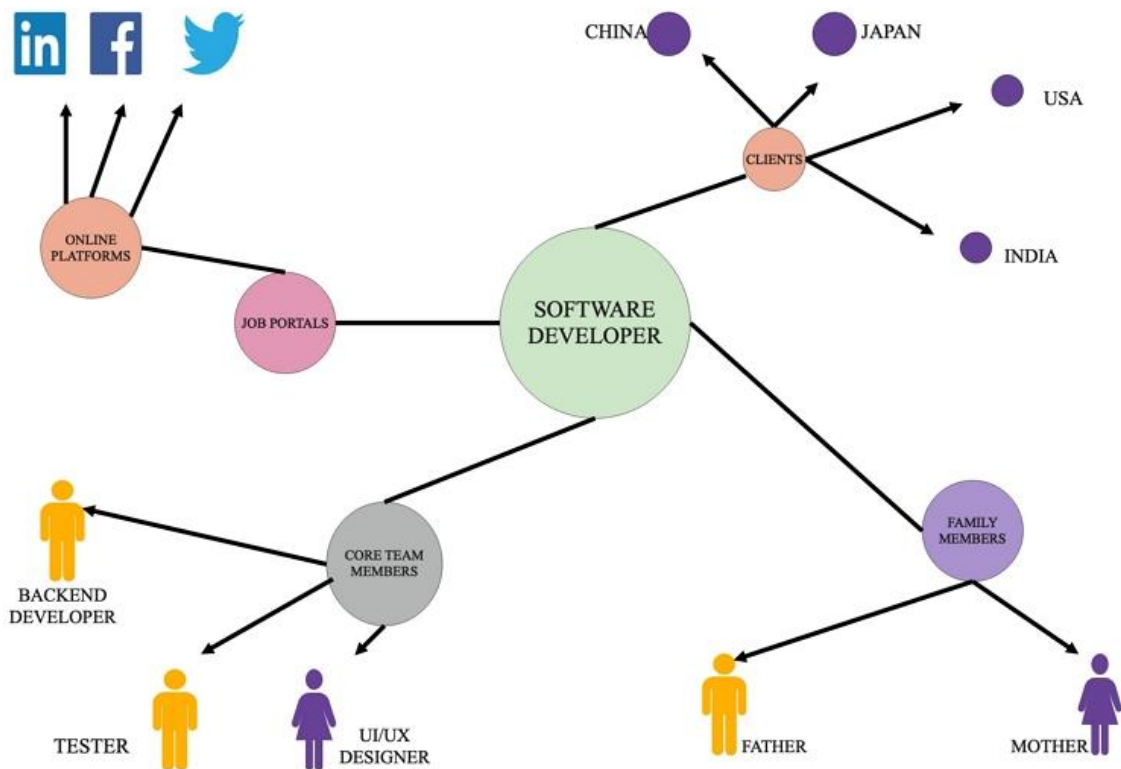 in
f
CHINA
JAPAN
USA
CLIENTS
INDIA
ONLINE
PLATFORMS
JOB PORTALS
SOFTWARE
DEVELOPER
BACKEND
DEVELOPER
CORE TEAM
MEMBERS
FAMILY
MEMBERS
TESTER
UI/UX
DESIGNER
FATHER
MOTHER